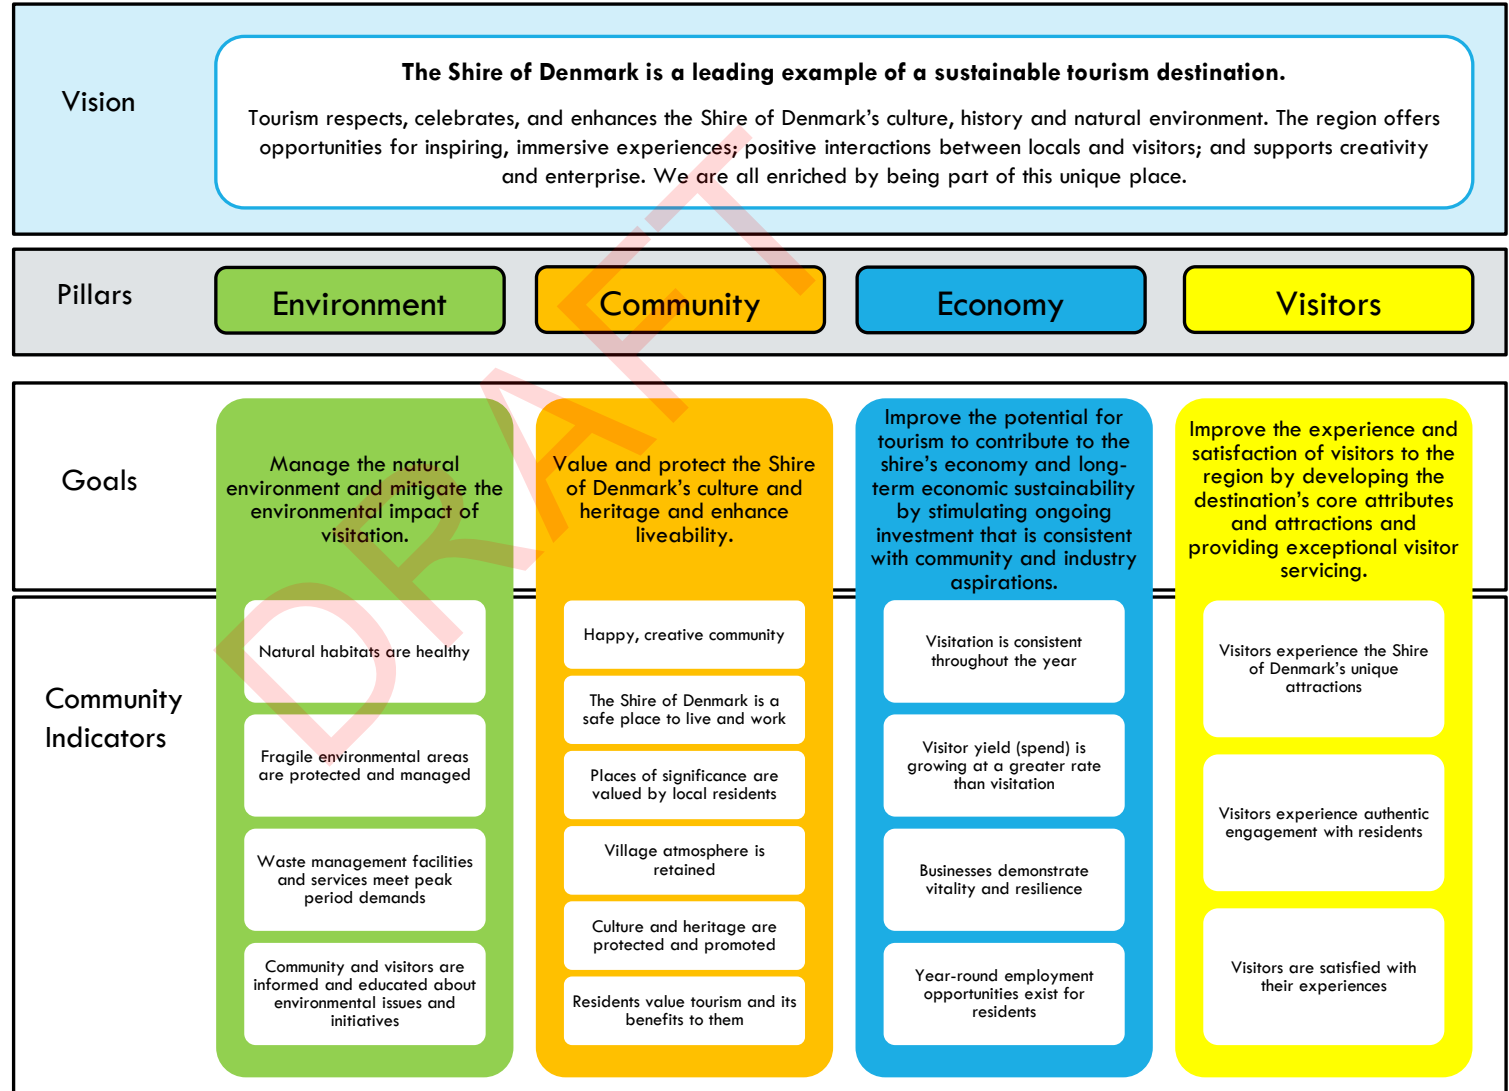 Vision
The Shire of Denmark is a leading example of a sustainable tourism destination.
Tourism respects, celebrates, and enhances the Shire of Denmark’s culture, history and natural environment. The region offers
opportunities for inspiring, immersive experiences; positive interactions between locals and visitors; and supports creativity
and enterprise. We are all enriched by being part of this unique place.
Pillars
Environment
Community
Economy
Visitors
Goals
Manage the natural
environment and mitigate the
environmental impact of
visitation.
Value and protect the Shire
of Denmark’s culture and
heritage and enhance
liveability.
Improve the potential for
tourism to contribute to the
shire’s economy and long-
term economic sustainability
by stimulating ongoing
investment that is consistent
with community and industry
aspirations.
Improve the experience and
satisfaction of visitors to the
region by developing the
destination’s core attributes
and attractions and
providing exceptional visitor
servicing.
Community
Indicators
Natural habitats are healthy
Fragile environmental areas
are protected and managed
Waste management facilities
and services meet peak
period demands
Community and visitors are
informed and educated about
environmental issues and
initiatives
Happy, creative community
The Shire of Denmark is a
safe place to live and work
Places of significance are
valued by local residents
Village atmosphere is
retained
Culture and heritage are
protected and promoted
Residents value tourism and its
benefits to them
Visitation is consistent
throughout the year
Visitor yield (spend) is
growing at a greater rate
than visitation
Businesses demonstrate
vitality and resilience
Year-round employment
opportunities exist for
residents
Visitors experience the Shire
of Denmark’s unique
attractions
Visitors experience authentic
engagement with residents
Visitors are satisfied with
their experiences
DRAFT